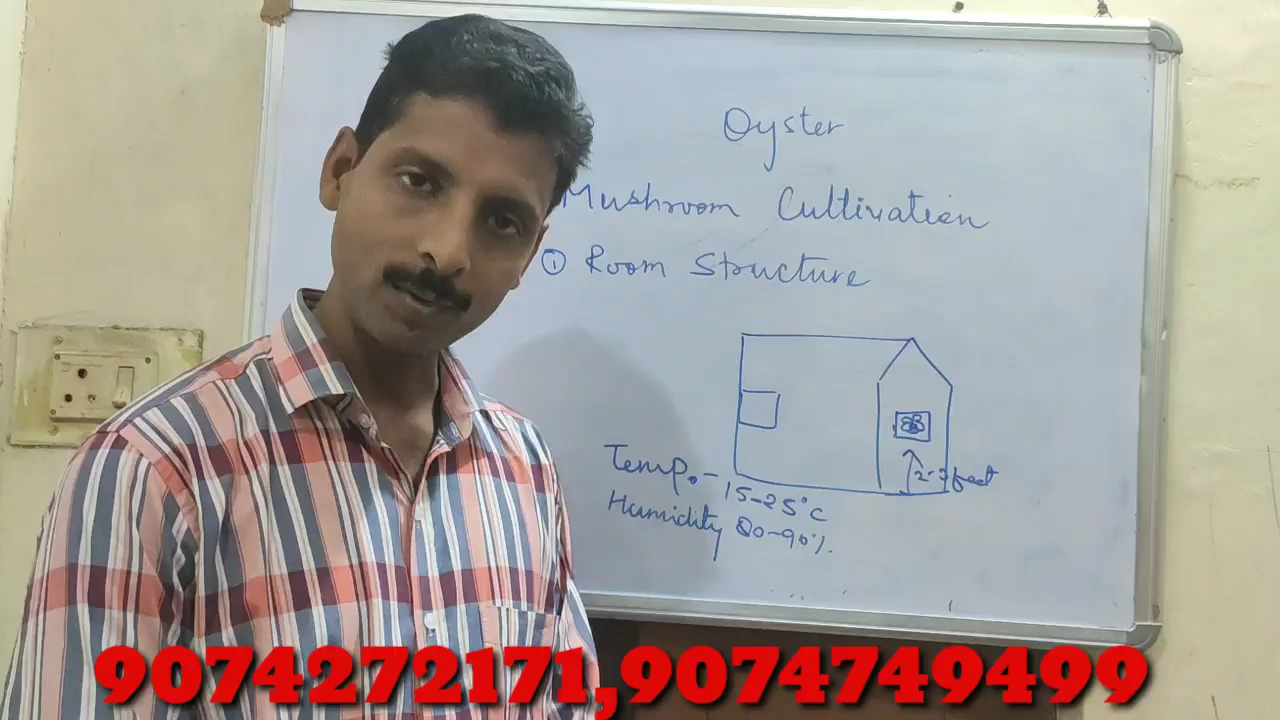 Oyster
Mushroom Cultivation
① Room Structure
2-3 feet
Temp.- 15-25°C
Humidity 80-90%.
9074272171,9074749499